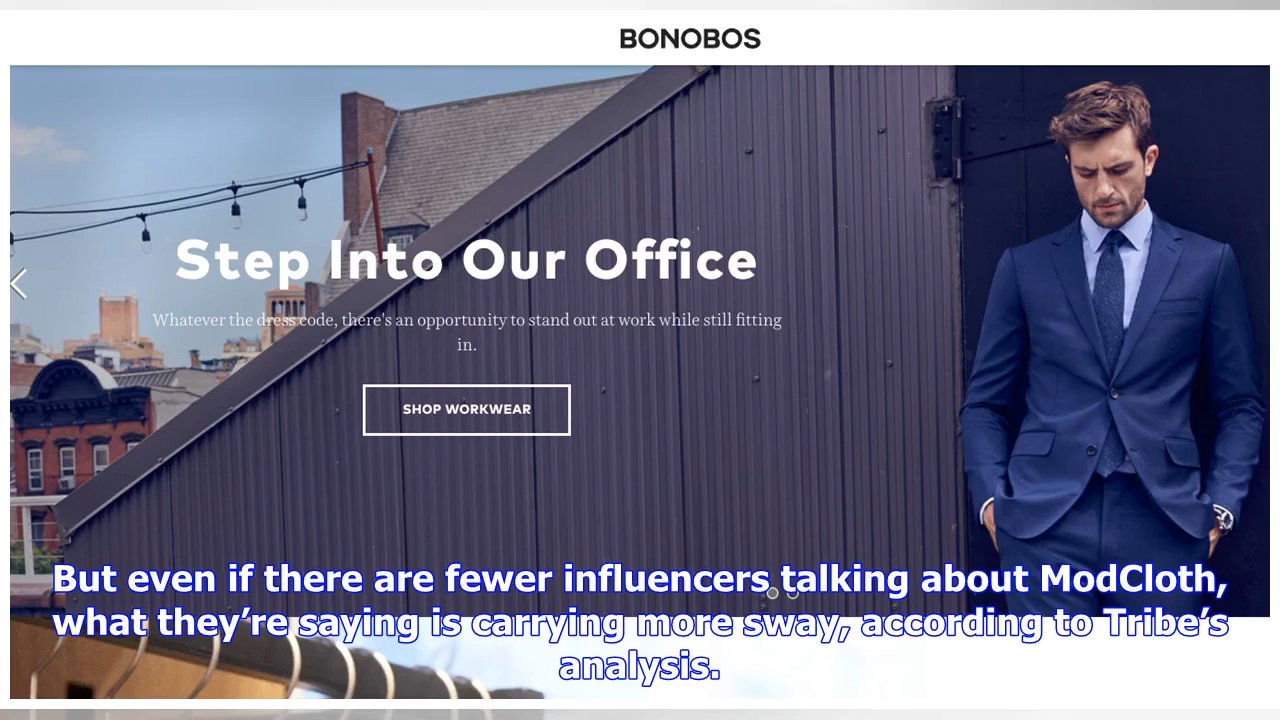 BONOBOS
Step Into Our Office
Whatever the dress code, there's an opportunity to stand out at work while still fitting
in.
SHOP WORKWEAR
But even if there are fewer influencers talking about ModCloth,
what they’re saying is carrying more sway, according to Tribe’s
analysis.